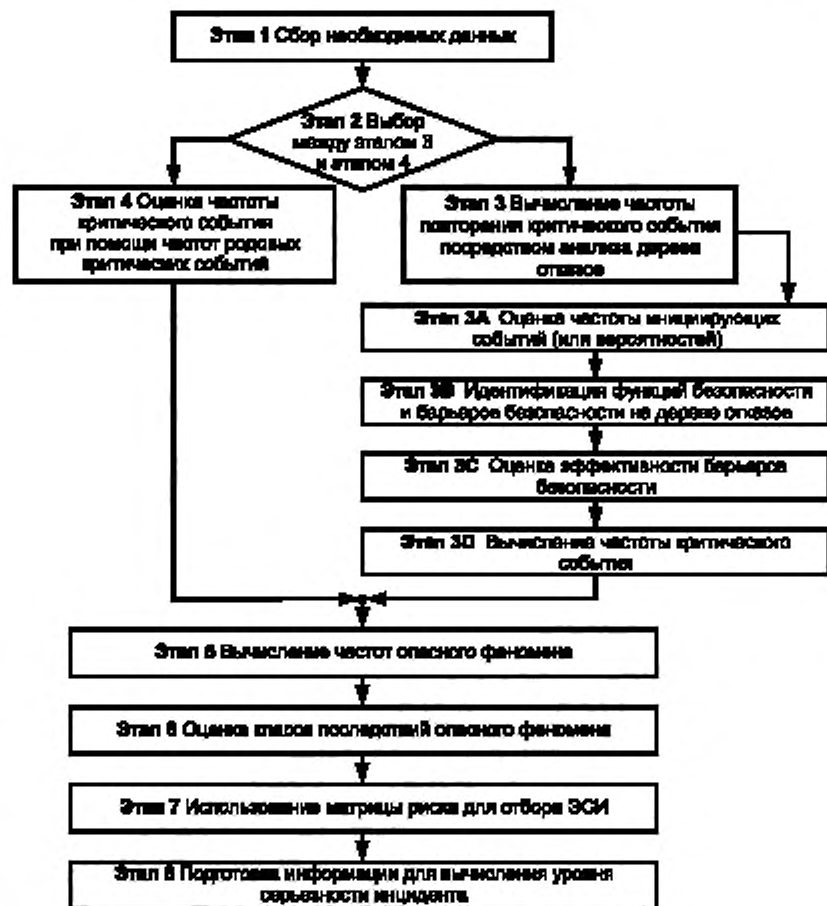 Этап 1 Сбор необходимых данных
Этап 2 Выбор
между этапом 3
и этапом 4
Этап 4 Оценка частоты
критического события
при помощи частот родовых
критических событий
Этап 3 Вычисление частоты
повторения критического события
посредством анализа дерева
отказов
Этап 3A Оценка частоты инициирующих
событий (или вероятностей)
Этап 3B Идентификация функций безопасности
и барьеров безопасности на дереве отказов
Этап 3C Оценка эффективности барьеров
безопасности
Этап 3D Вычисление частоты критического
события
Этап 5 Вычисление частот опасного феномена
Этап 6 Оценка класса последствий опасного феномена
Этап 7 Использование матрицы риска для отбора ЭСИ
Этап 8 Подготовка информации для вычисления уровня
серьезности инцидента